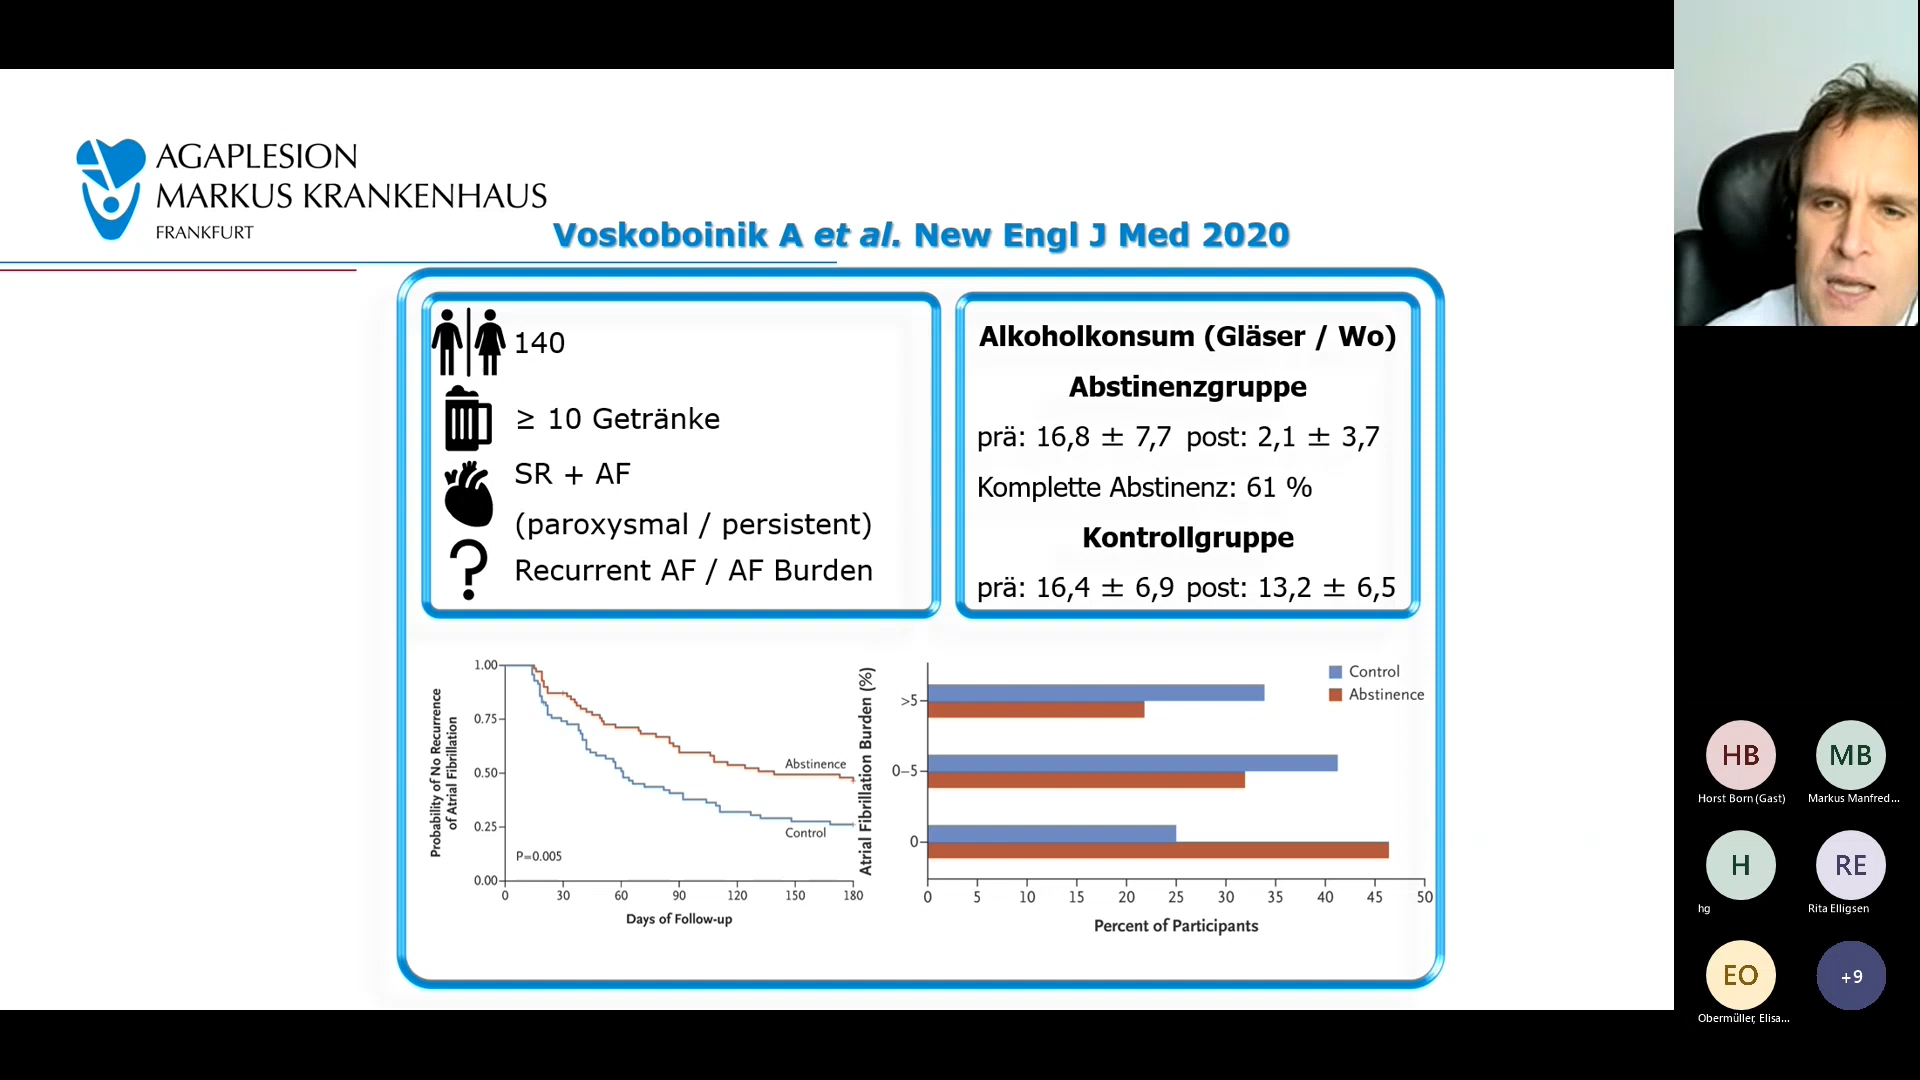 AGAPLESION
MARKUS KRANKENHAUS
FRANKFURT
Voskoboinik A et al. New Engl J Med 2020
140
≥ 10 Getränke
SR + AF
(paroxysmal / persistent)
Recurrent AF / AF Burden
Alkoholkonsum (Gläser / Wo)
Abstinenzgruppe
prä: 16,8 ± 7,7 post: 2,1 ± 3,7
Komplette Abstinenz: 61 %
Kontrollgruppe
prä: 16,4 ± 6,9 post: 13,2 ± 6,5
Probability of No Recurrence
of Atrial Fibrillation
1.00
0.75
0.50
0.25
0.00
Abstinence
Control
P=0.005
0 30 60 90 120 150 180
Days of Follow-up
Atrial Fibrillation Burden (%)
>5
0–5
0
Control
Abstinence
0 5 10 15 20 25 30 35 40 45 50
Percent of Participants
HB
Horst Born (Gast)
MB
Markus Manfred...
H
hg
RE
Rita Elligsen
EO
Obermüller, Elisa...
+9